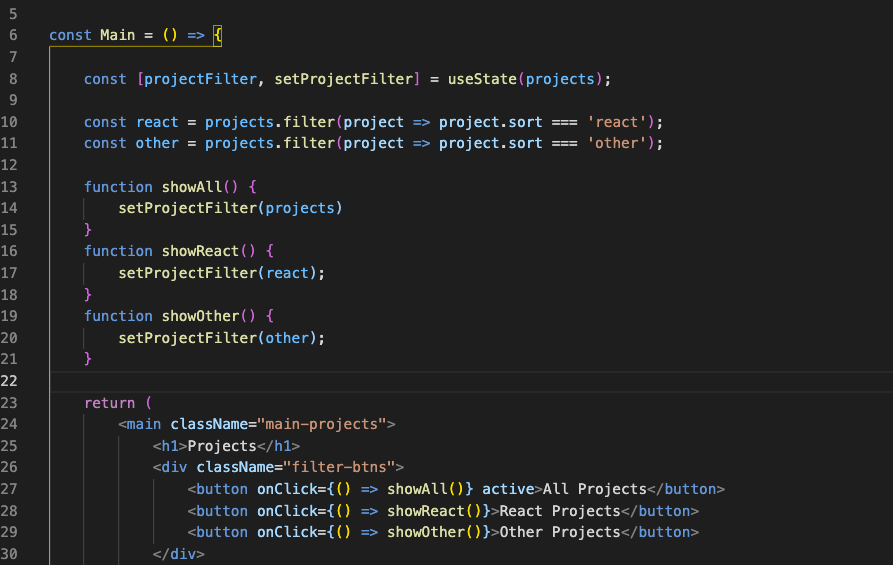 5
6 const Main = () => {
7
8 const [projectFilter, setProjectFilter] = useState(projects);
9
10 const react = projects.filter(project => project.sort === 'react');
11 const other = projects.filter(project => project.sort === 'other');
12
13 function showAll() {
14 setProjectFilter(projects)
15 }
16 function showReact() {
17 setProjectFilter(react);
18 }
19 function showOther() {
20 setProjectFilter(other);
21 }
22
23 return (
24 <main className="main-projects">
25 <h1>Projects</h1>
26 <div className="filter-btns">
27 <button onClick={() => showAll()} active>All Projects</button>
28 <button onClick={() => showReact()}>React Projects</button>
29 <button onClick={() => showOther()}>Other Projects</button>
30 </div>